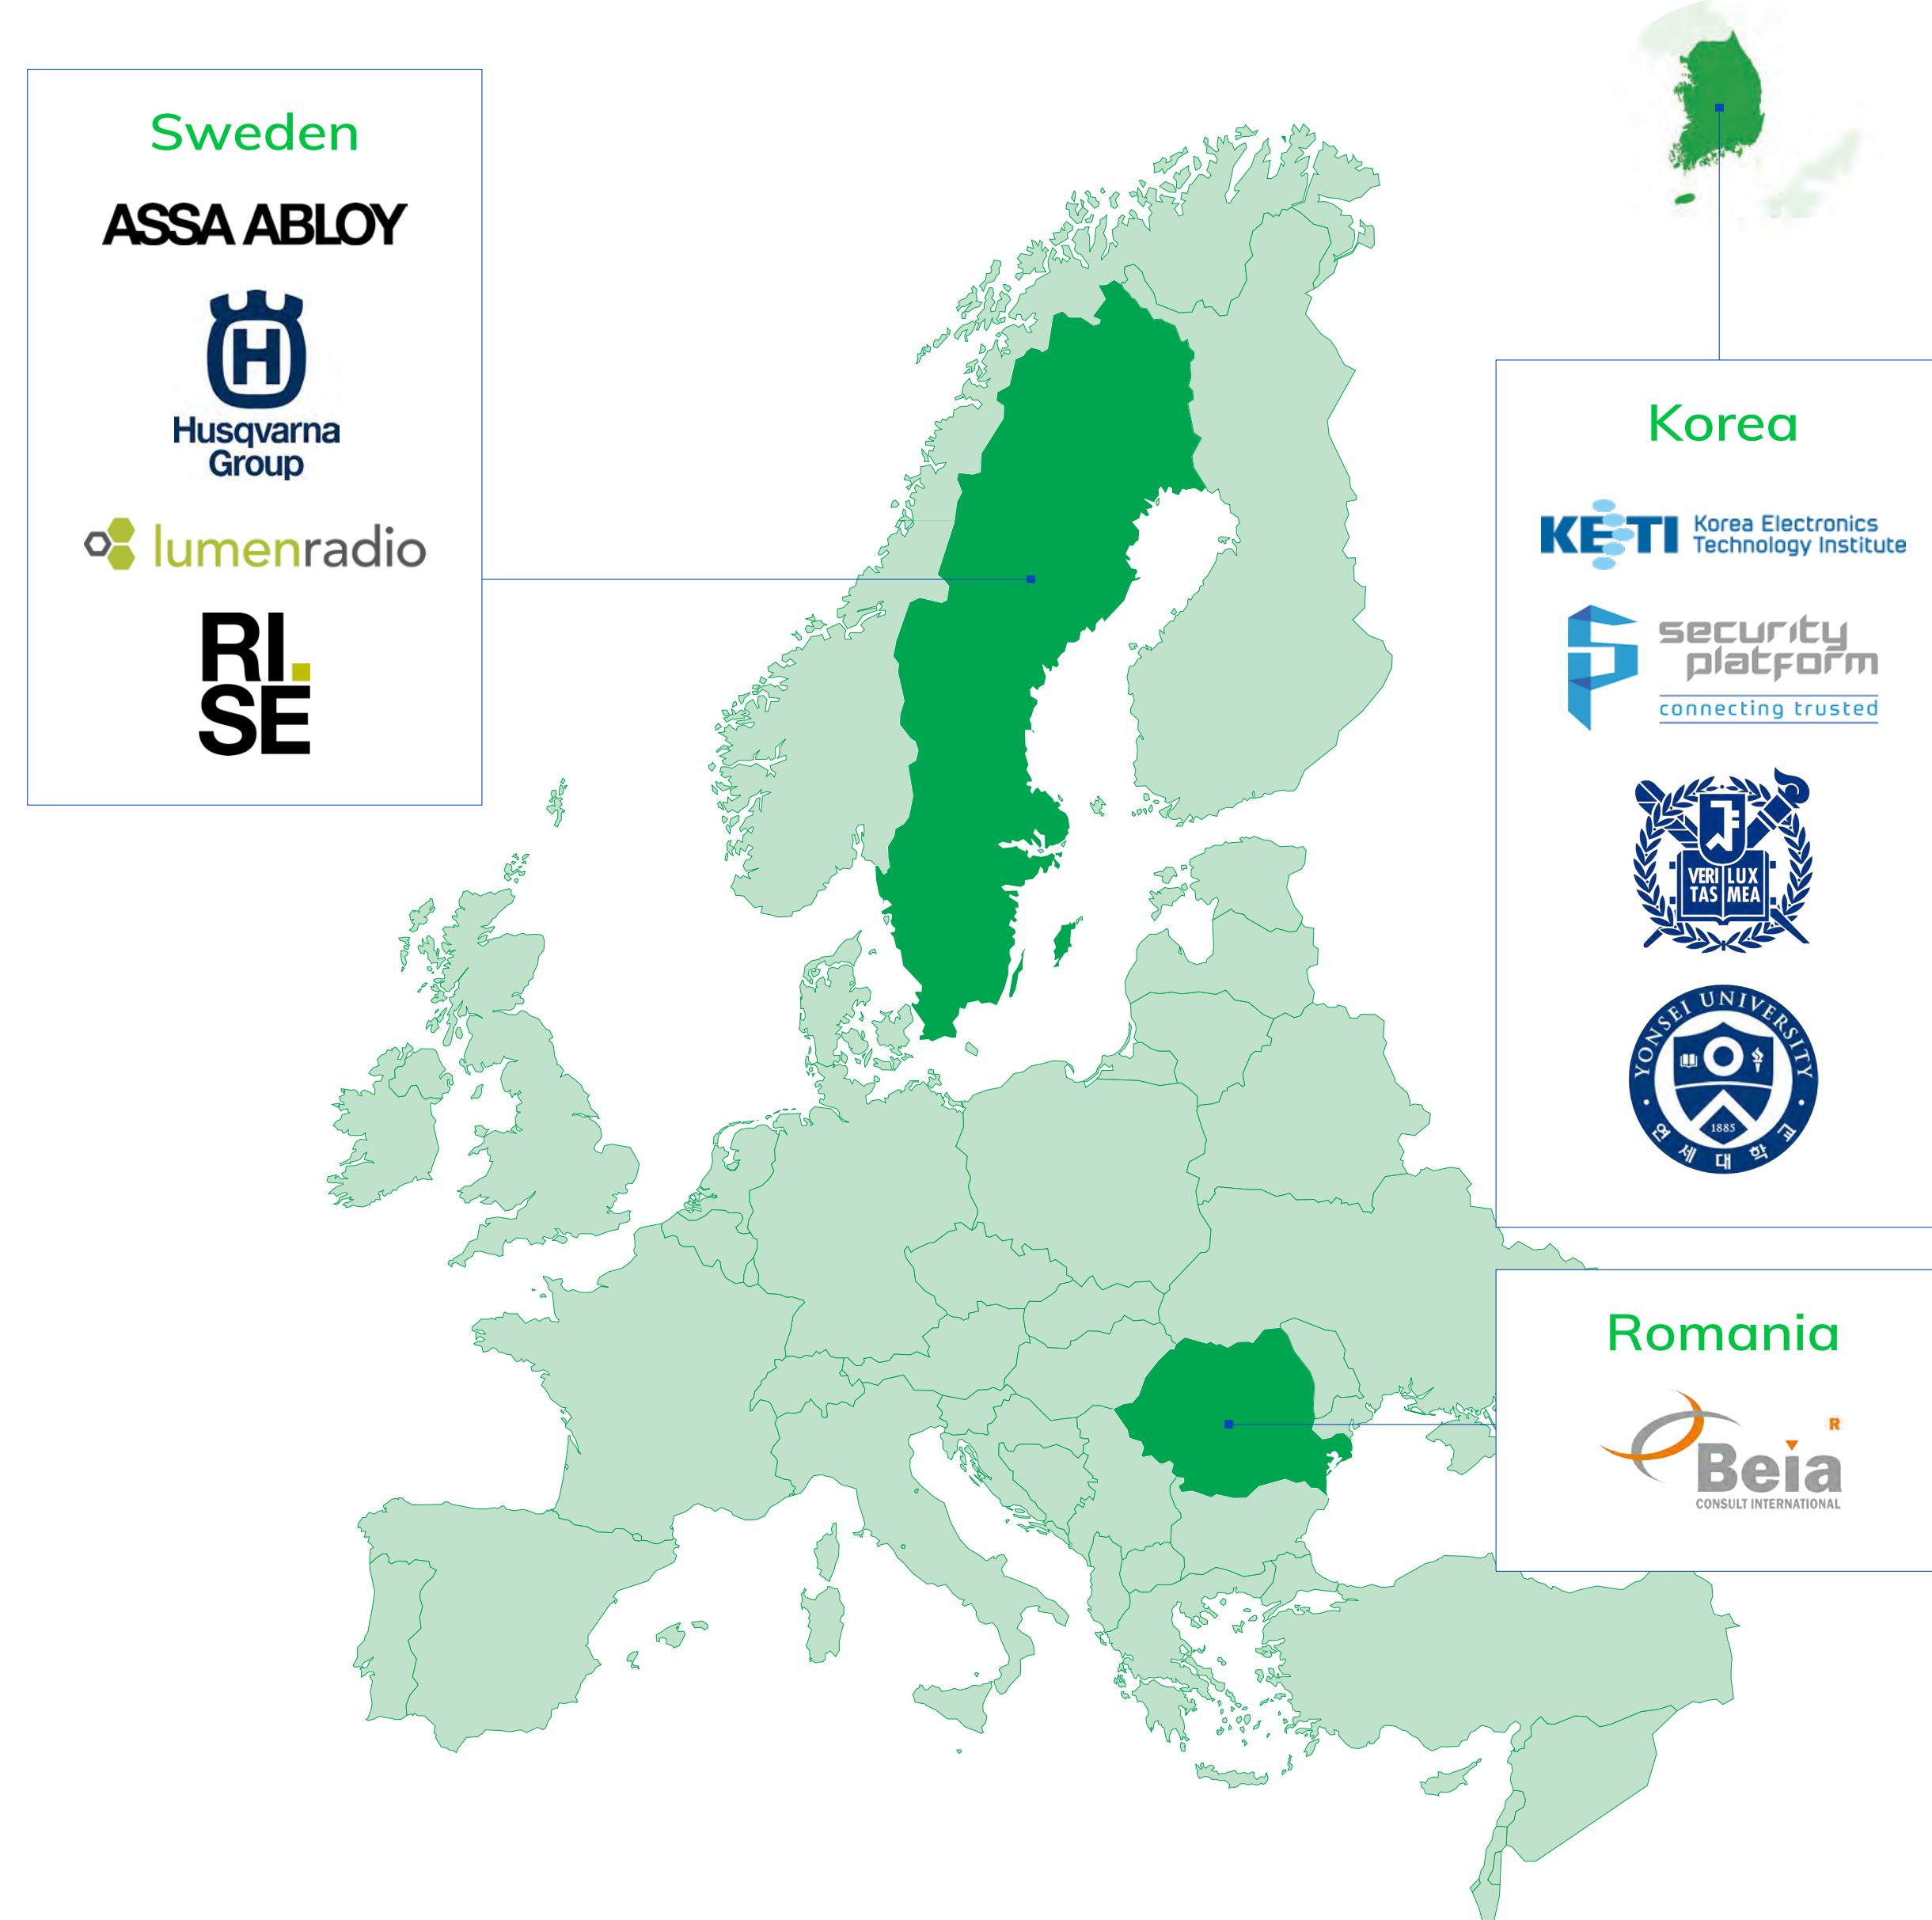 Sweden
ASSA ABLOY
H
Husqvarna
Group
lumenradio
RI.
SE
Korea
KETI Korea Electronics
Technology Institute
security
platform
connecting trusted
VERI LUX
TAS MEA
YONSEI UNIVERSITY
1885
연세대학교
Romania
R
Beia
CONSULT INTERNATIONAL